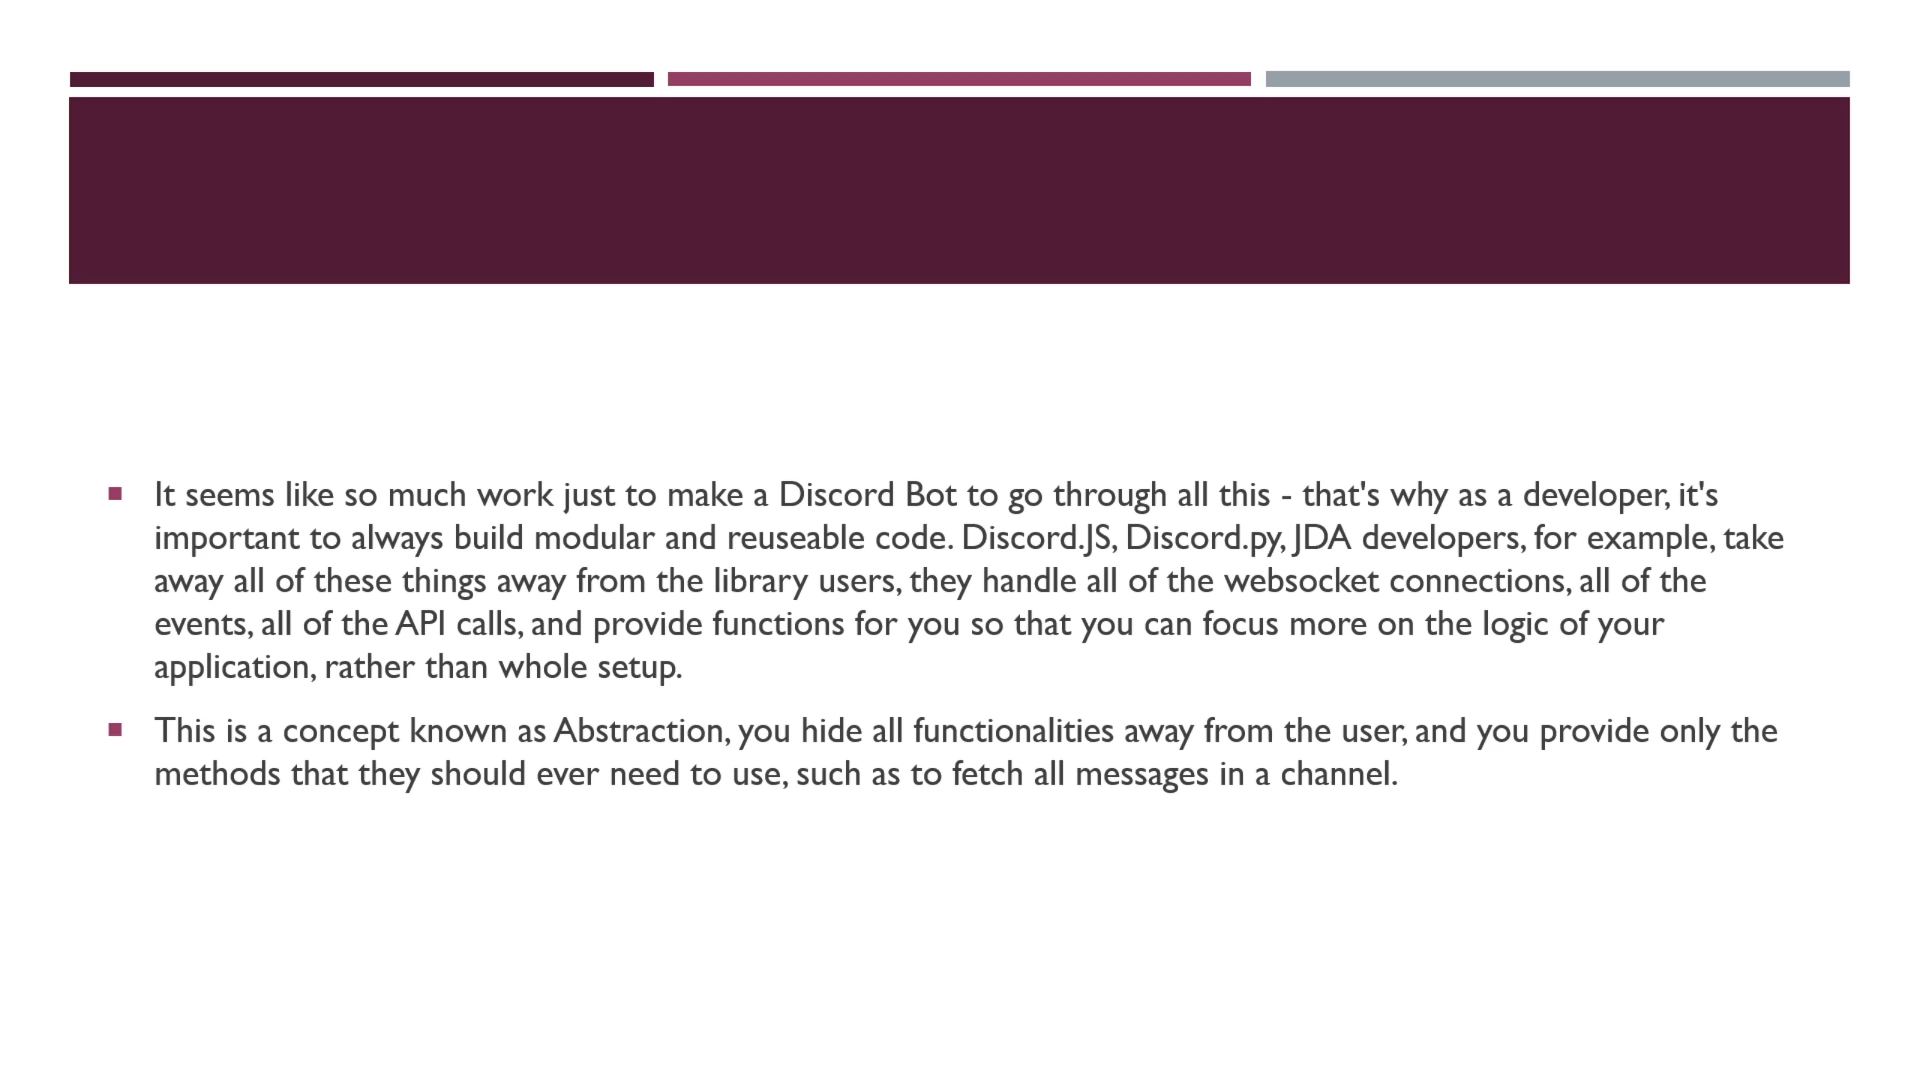 It seems like so much work just to make a Discord Bot to go through all this - that's why as a developer, it's
important to always build modular and reuseable code. Discord.JS, Discord.py, JDA developers, for example, take
away all of these things away from the library users, they handle all of the websocket connections, all of the
events, all of the API calls, and provide functions for you so that you can focus more on the logic of your
application, rather than whole setup.
This is a concept known as Abstraction, you hide all functionalities away from the user, and you provide only the
methods that they should ever need to use, such as to fetch all messages in a channel.